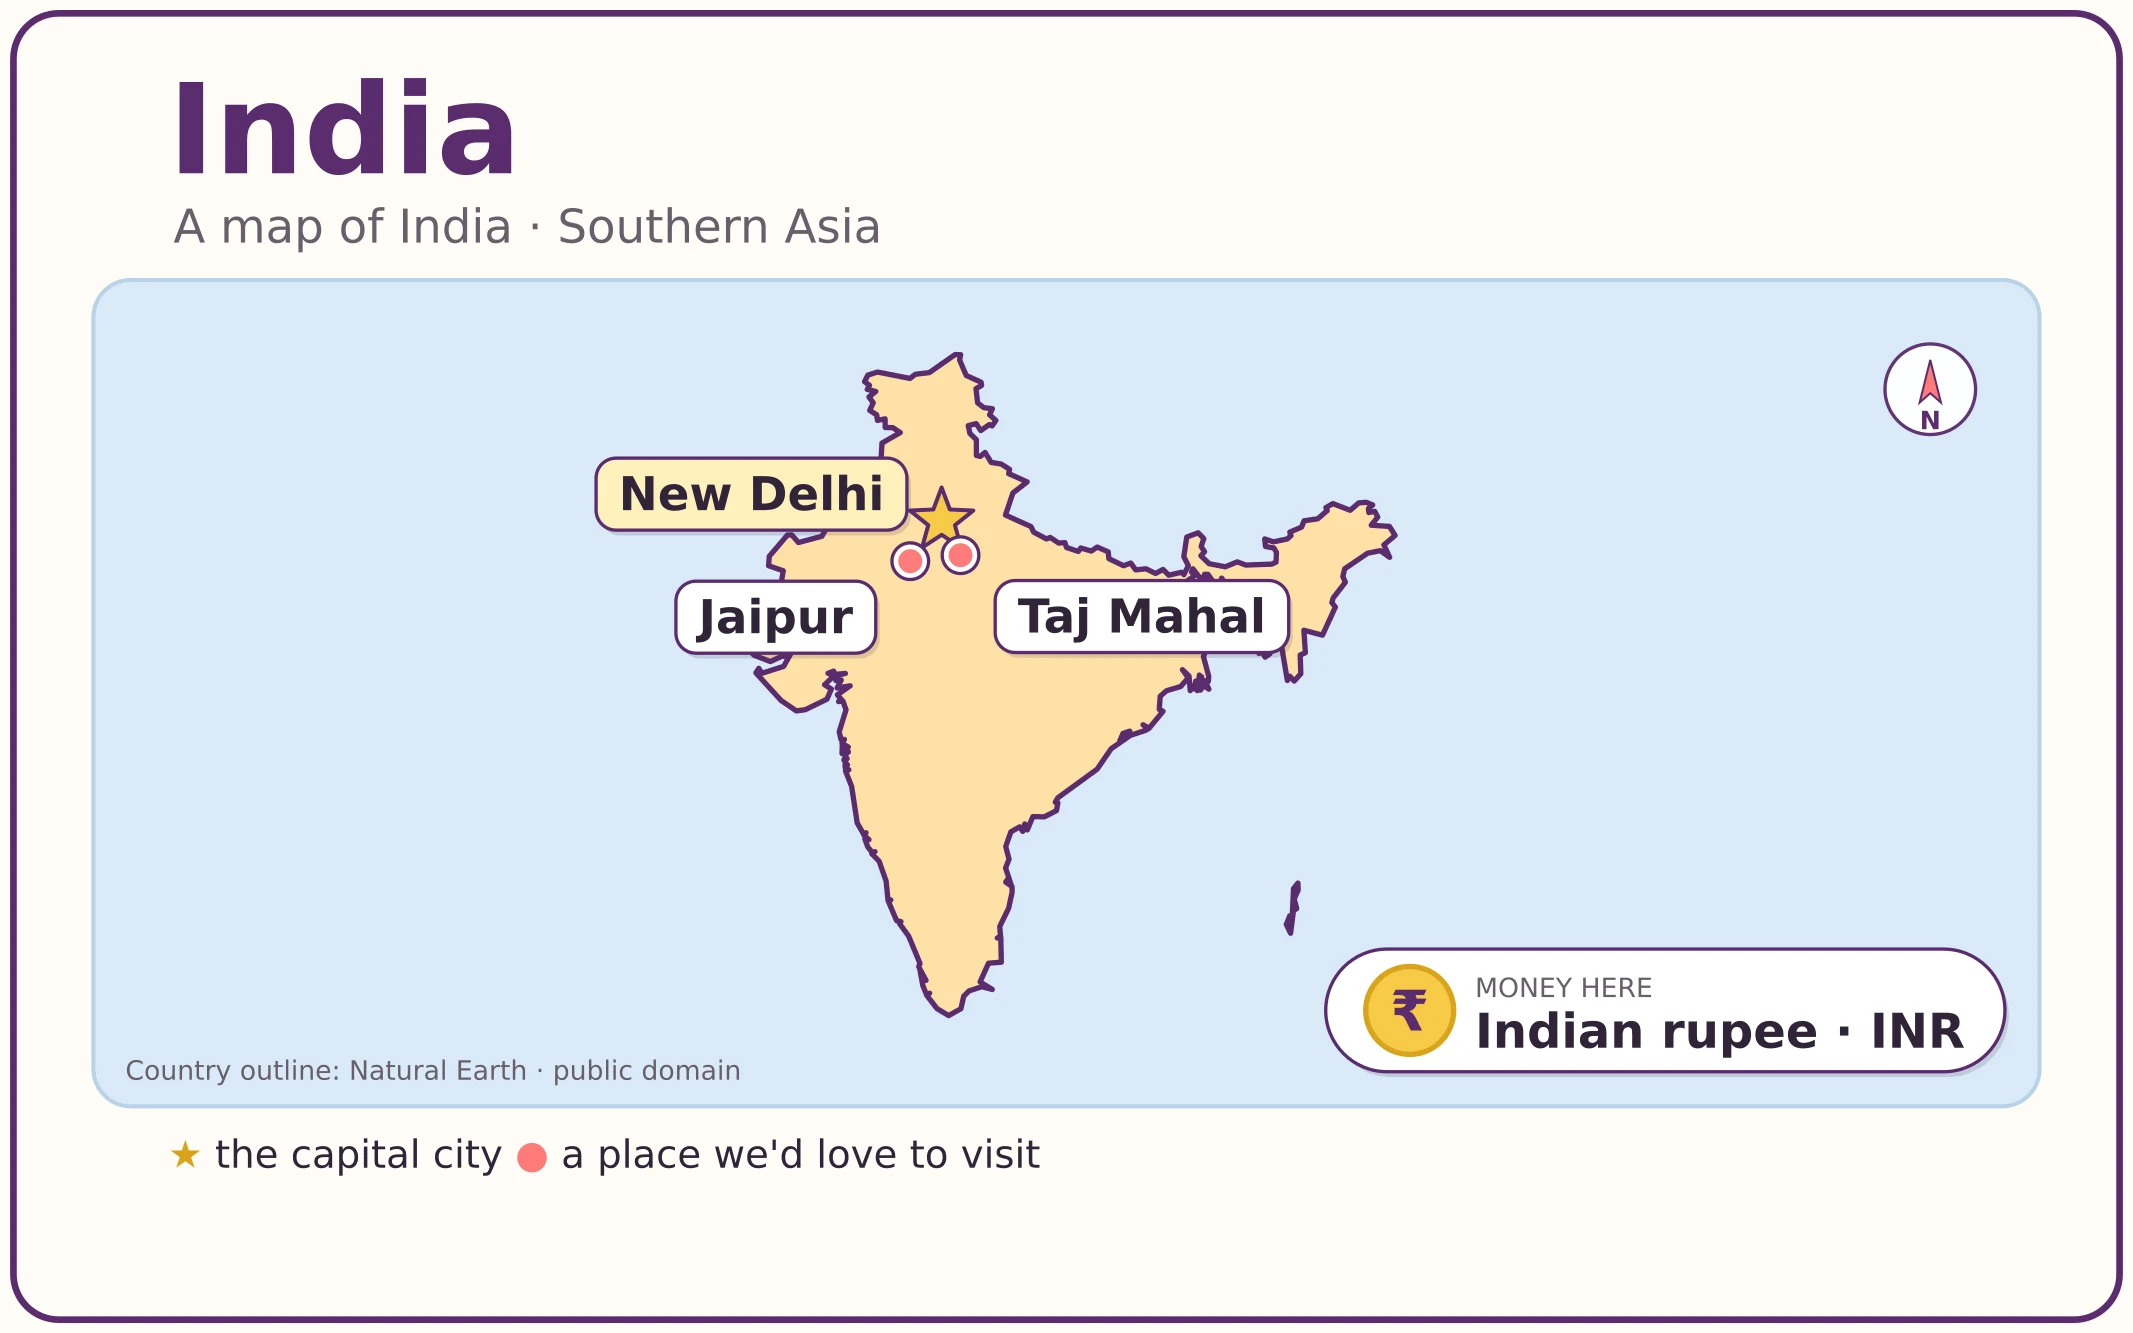 India
A map of India · Southern Asia
N
New Delhi
Jaipur
Taj Mahal
₹
MONEY HERE
Indian rupee · INR
Country outline: Natural Earth · public domain
★ the capital city ● a place we'd love to visit